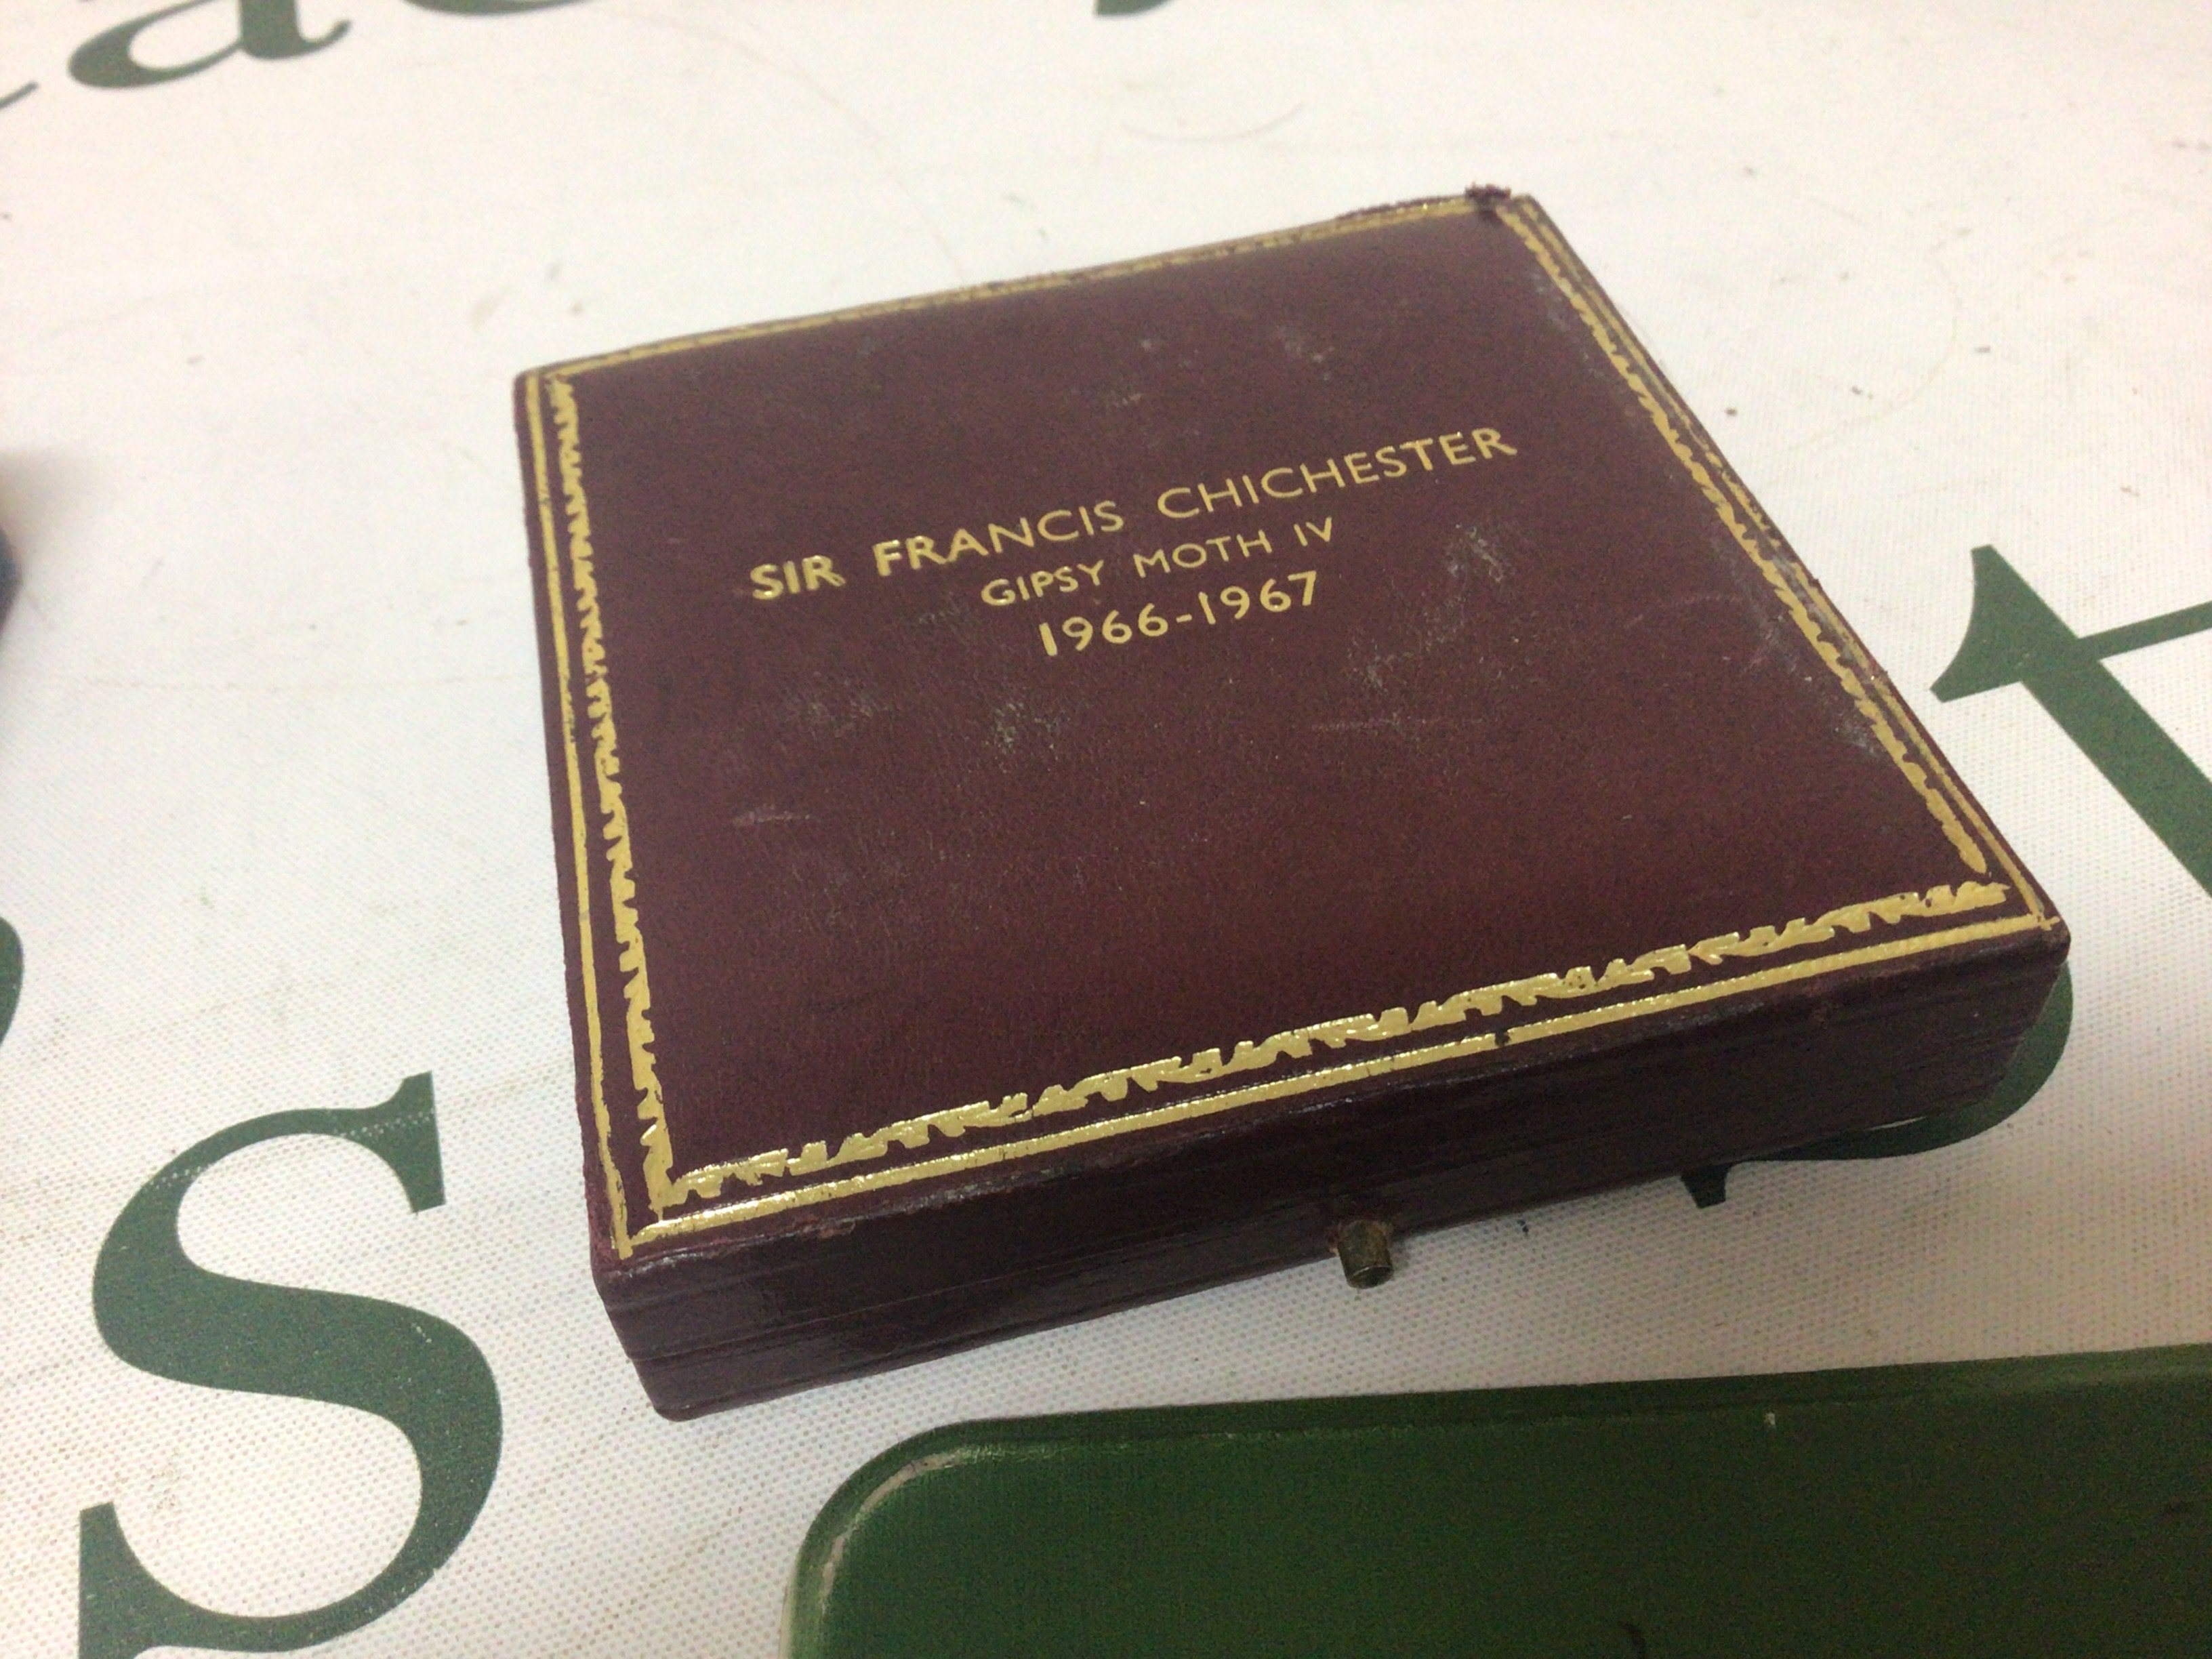 SIR FRANCIS CHICHESTER
GIPSY MOTH IV
1966-1967